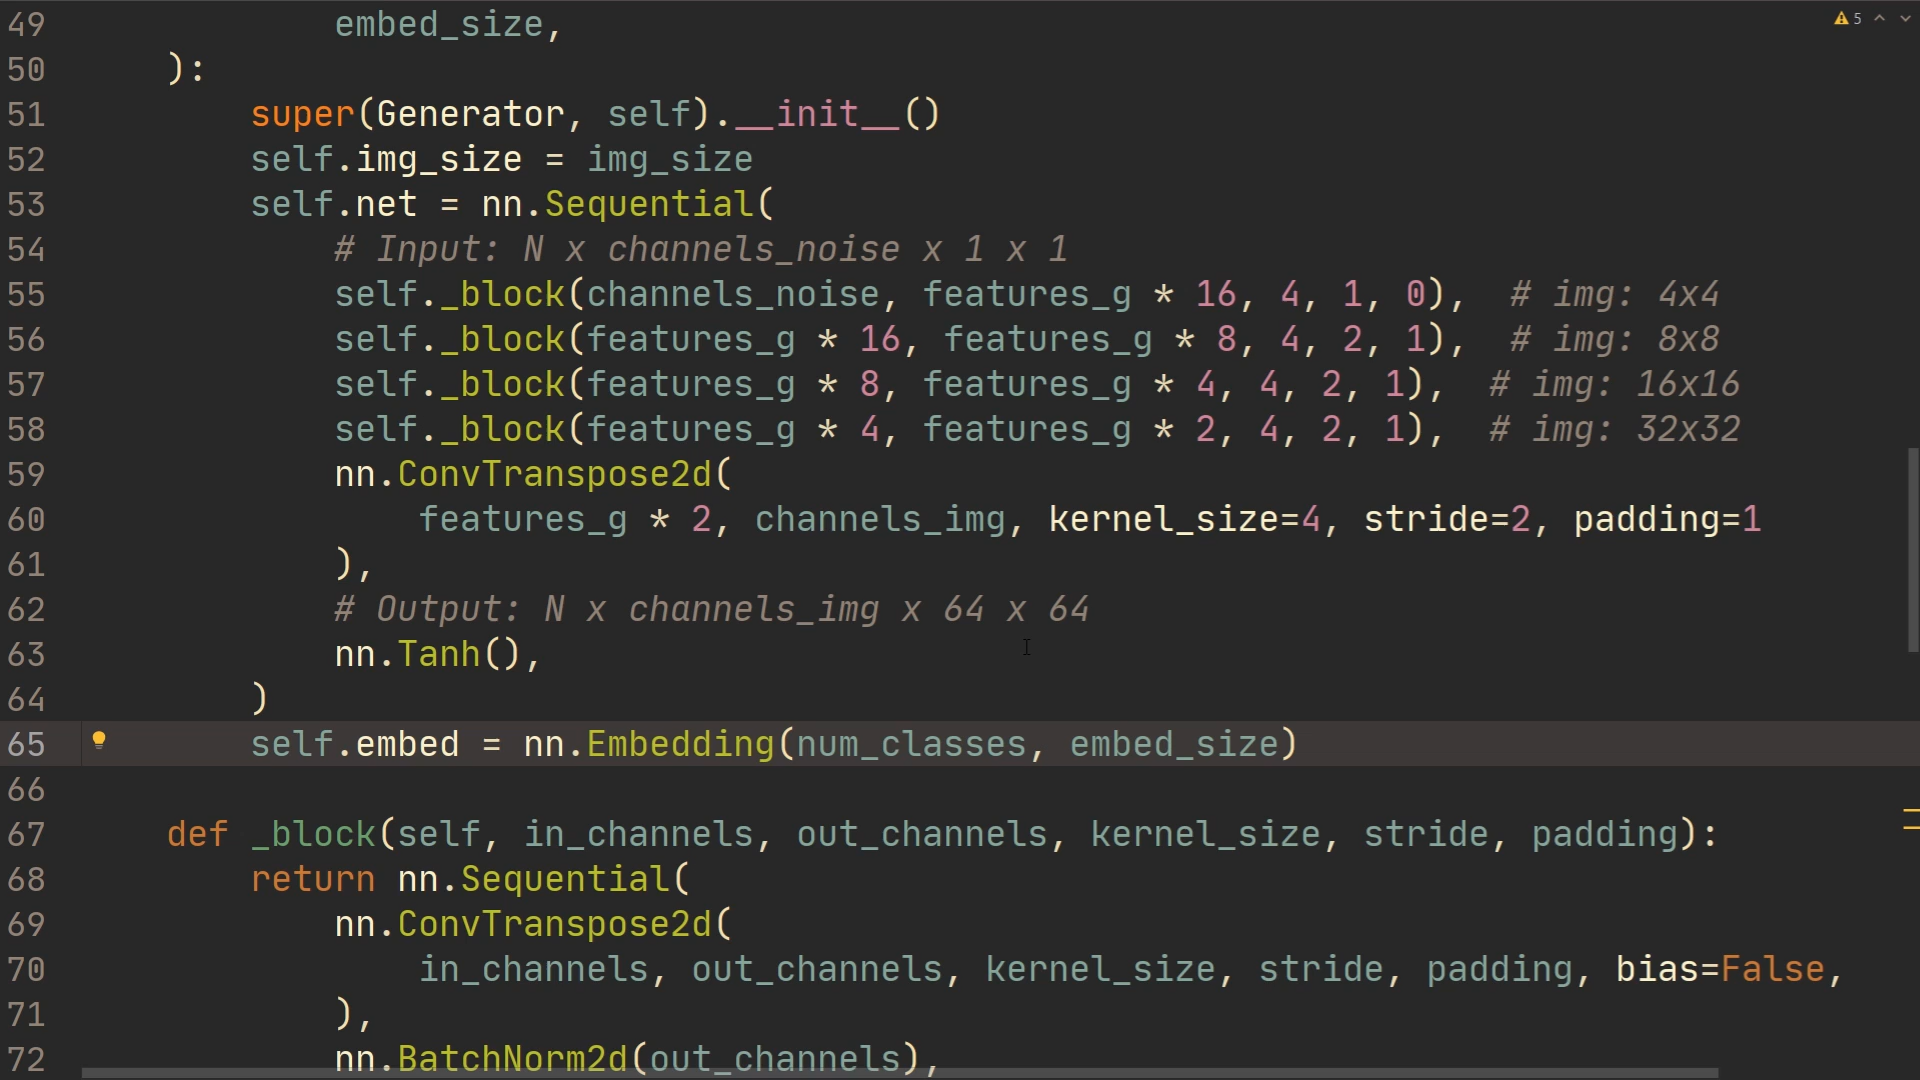 ⚠ 5
49 embed_size,
50 ):
51 super(Generator, self).__init__()
52 self.img_size = img_size
53 self.net = nn.Sequential(
54 # Input: N x channels_noise x 1 x 1
55 self._block(channels_noise, features_g * 16, 4, 1, 0), # img: 4x4
56 self._block(features_g * 16, features_g * 8, 4, 2, 1), # img: 8x8
57 self._block(features_g * 8, features_g * 4, 4, 2, 1), # img: 16x16
58 self._block(features_g * 4, features_g * 2, 4, 2, 1), # img: 32x32
59 nn.ConvTranspose2d(
60 features_g * 2, channels_img, kernel_size=4, stride=2, padding=1
61 ),
62 # Output: N x channels_img x 64 x 64
63 nn.Tanh(),
64 )
65 self.embed = nn.Embedding(num_classes, embed_size)
66
67 def _block(self, in_channels, out_channels, kernel_size, stride, padding):
68 return nn.Sequential(
69 nn.ConvTranspose2d(
70 in_channels, out_channels, kernel_size, stride, padding, bias=False,
71 ),
72 nn.BatchNorm2d(out_channels),